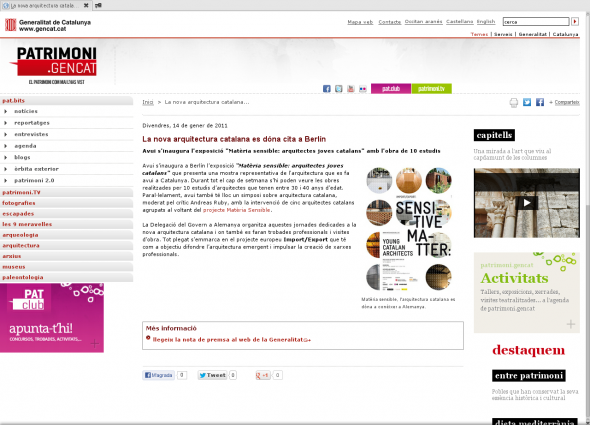 La nova arquitectura catala...
Generalitat de Catalunya
www.gencat.cat
Mapa web
Contacte
Occitan aranés
Castellano
English
cerca
Temes | Serveis | Generalitat | Catalunya
PATRIMONI
.GENCAT
EL PATRIMONI COM MAI L'HAS VIST
pat.club
patrimoni.tv
pat.bits
notícies
reportatges
entrevistes
agenda
blogs
òrbita exterior
patrimoni 2.0
patrimoni.TV
fotografies
escapades
les 9 meravelles
arqueologia
arquitectura
arxius
museus
paleontologia
PAT
club
apunta-t'hi!
CONCURSOS, TROBADES, ACTIVITATS...
Inici > La nova arquitectura catalana...
+ Comparteix
Divendres, 14 de gener de 2011
La nova arquitectura catalana es dóna cita a Berlín
Avui s'inaugura l'exposició "Matèria sensible: arquitectes joves catalans" amb l'obra de 10 estudis
Avui s'inaugura a Berlín l'exposició "Matèria sensible: arquitectes joves
catalans" que presenta una mostra representativa de l'arquitectura que es fa
avui a Catalunya. Durant tot el cap de setmana s'hi poden veure les obres
realitzades per 10 estudis d'arquitectes que tenen entre 30 i 40 anys d'edat.
Paral·lelament, avui també té lloc un simposi sobre arquitectura catalana,
moderat pel crític Andreas Ruby, amb la intervenció de cinc arquitectes catalans
agrupats al voltant del projecte Matèria Sensible.
La Delegació del Govern a Alemanya organitza aquestes jornades dedicades a la
nova arquitectura catalana i on també es faran trobades professionals i visites
d'obra. Tot plegat s'emmarca en el projecte europeu Import/Export que té
com a objectiu difondre l'arquitectura emergent i impulsar la creació de xarxes
professionals.
SENSI-
TIVE
MAT-
TER:
YOUNG
CATALAN
ARCHITECTS
Matèria sensible, l'arquitectura catalana es
dóna a conèixer a Alemanya.
Més informació
Llegeix la nota de premsa al web de la Generalitat
M'agrada
0
Tweet
0
+1
0
capitells
Una mirada a l'art que viu al
capdamunt de les columnes
patrimoni.gencat
Activitats
Tallers, exposicions, xerrades,
visites teatralitzades... a l'agenda
de patrimoni.gencat
destaquem
entre patrimoni
Pobles que han conservat la seva
essència històrica i cultural
dieta mediterrània